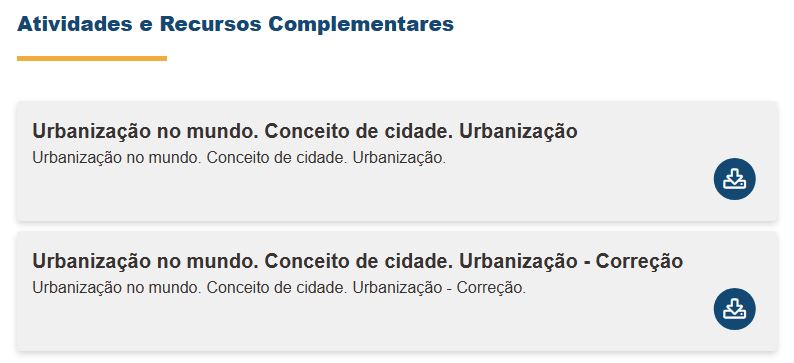 Atividades e Recursos Complementares
Urbanização no mundo. Conceito de cidade. Urbanização
Urbanização no mundo. Conceito de cidade. Urbanização.
Urbanização no mundo. Conceito de cidade. Urbanização - Correção
Urbanização no mundo. Conceito de cidade. Urbanização - Correção.